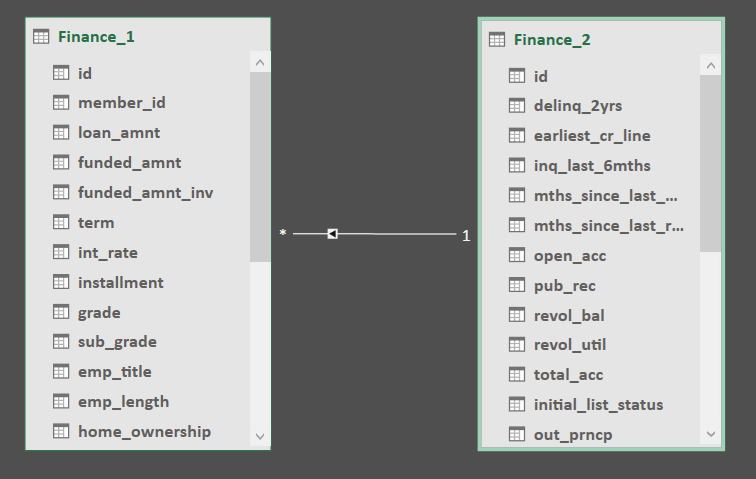 Finance_1
id
member_id
loan_amnt
funded_amnt
funded_amnt_inv
term
int_rate
installment
grade
sub_grade
emp_title
emp_length
home_ownership
* 1
Finance_2
id
delinq_2yrs
earliest_cr_line
inq_last_6mths
mths_since_last_...
mths_since_last_r...
open_acc
pub_rec
revol_bal
revol_util
total_acc
initial_list_status
out_prncp